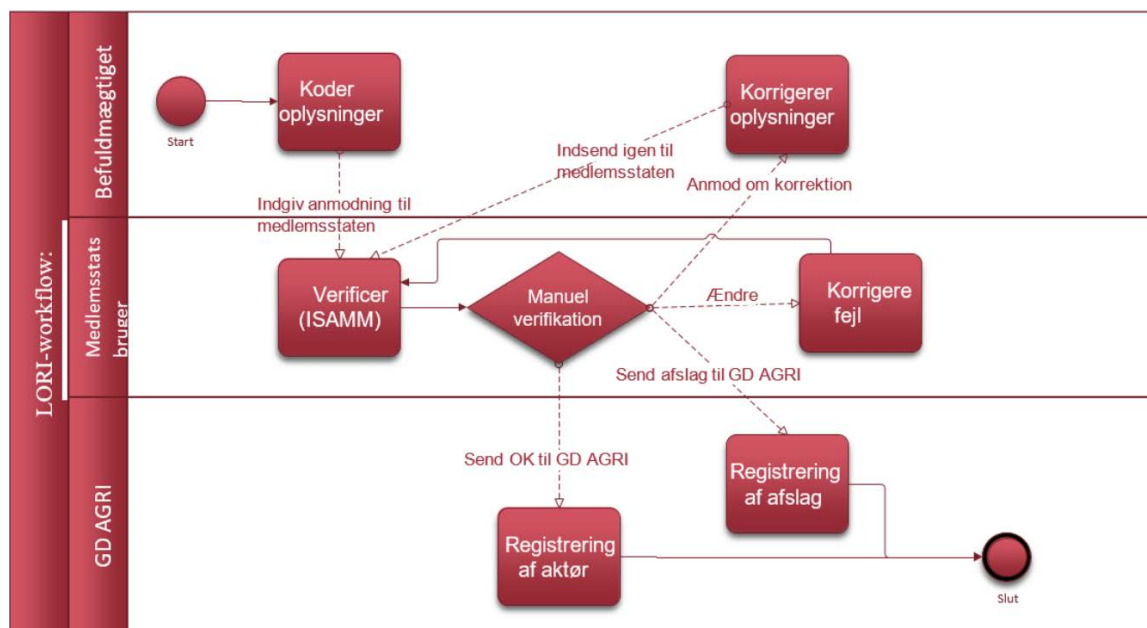 LORI-workflow:
Befuldmægtiget
Start
Koder
oplysninger
Korrigerer
oplysninger
Indsend igen til
medlemsstaten
Anmod om korrektion
Indgiv anmodning til
medlemsstaten
Medlemsstats
bruger
Verificer
(ISAMM)
Manuel
verifikation
Ændre
Korrigere
fejl
Send afslag til GD AGRI
GD AGRI
Send OK til GD AGRI
Registrering
af afslag
Registrering
af aktør
Slut